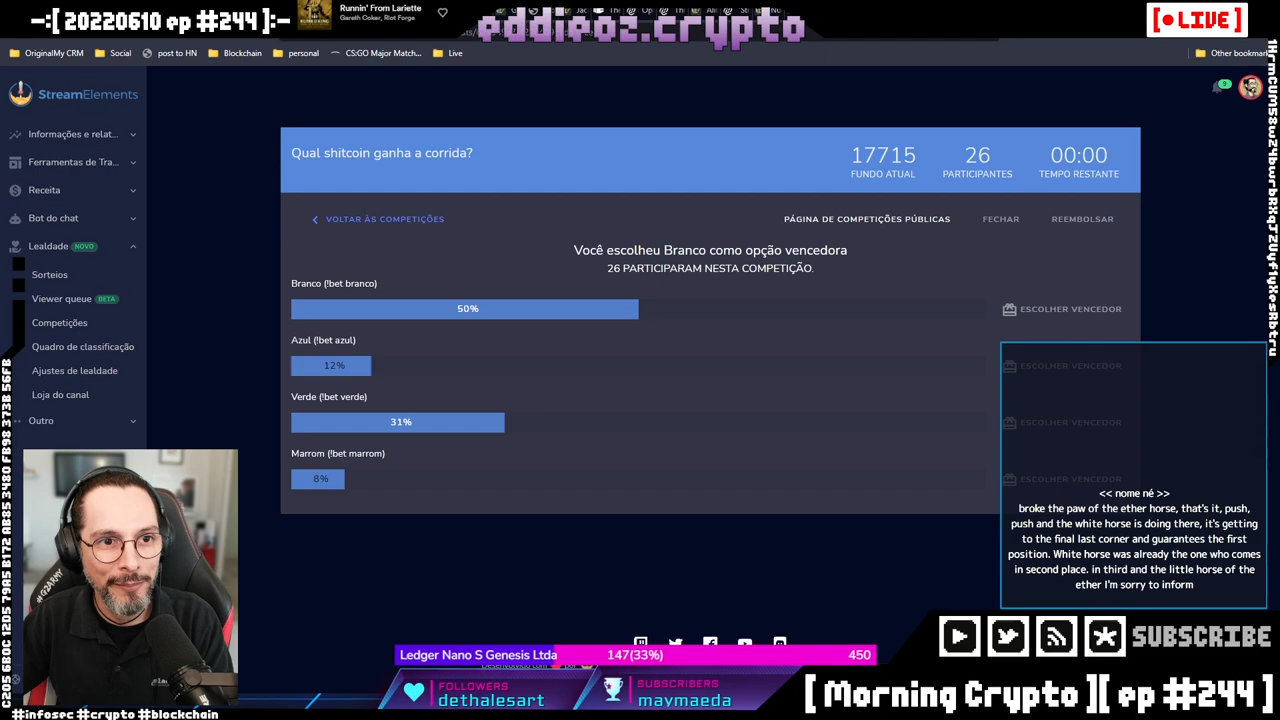 -:[ 20220610 ep #244 ]:-
Runnin' From Lariette
Gareth Coker, Riot Forge
eddieoz.crypto
[●LIVE]
OriginalMy CRM
Social
post to HN
Blockchain
personal
CS:GO Major Match...
Live
Other bookmar
StreamElements
9
Informações e relat...
Ferramentas de Tra...
Receita
Bot do chat
Lealdade NOVO
Sorteios
Viewer queue BETA
Competições
Quadro de classificação
Ajustes de lealdade
Loja do canal
Outro
Qual shitcoin ganha a corrida?
17715
FUNDO ATUAL
26
PARTICIPANTES
00:00
TEMPO RESTANTE
VOLTAR ÀS COMPETIÇÕES
PÁGINA DE COMPETIÇÕES PÚBLICAS
FECHAR
REEMBOLSAR
Você escolheu Branco como opção vencedora
26 PARTICIPARAM NESTA COMPETIÇÃO.
Branco (!bet branco)
50%
ESCOLHER VENCEDOR
Azul (!bet azul)
12%
ESCOLHER VENCEDOR
Verde (!bet verde)
31%
ESCOLHER VENCEDOR
Marrom (!bet marrom)
8%
ESCOLHER VENCEDOR
<< nome né >>
broke the paw of the ether horse, that's it, push,
push and the white horse is doing there, it's getting
to the final last corner and guarantees the first
position. White horse was already the one who comes
in second place. in third and the little horse of the
ether I'm sorry to inform
Ledger Nano S Genesis Ltda
147(33%)
450
FOLLOWERS
dethalesart
SUBSCRIBERS
maymaeda
SUBSCRIBE
[ Morning Crypto ][ ep #244 ]
#infosec #crypto #blockchain